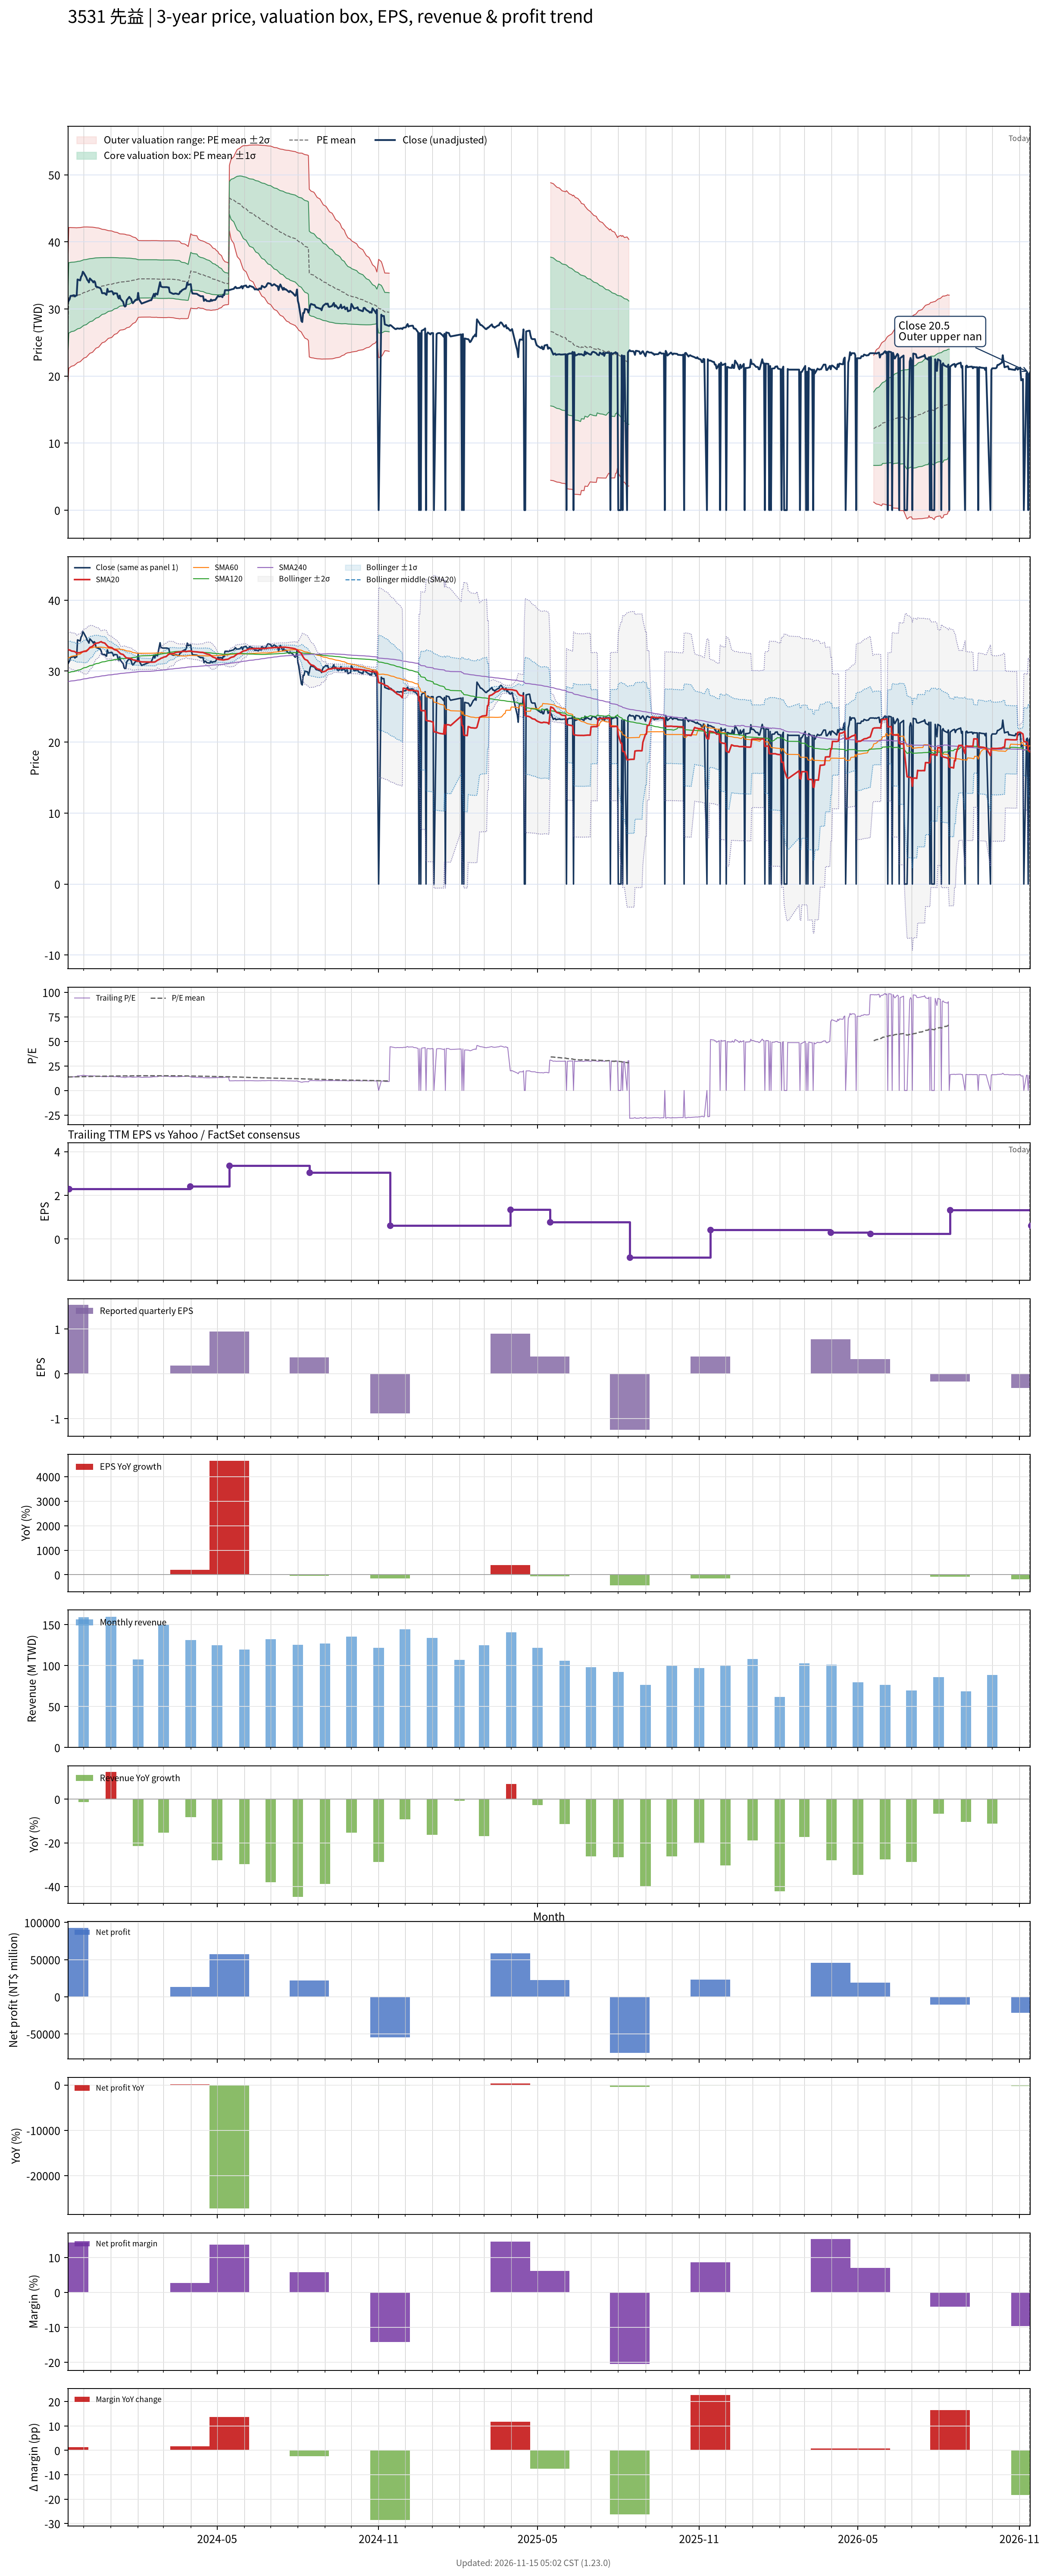 3531 先益 | 3-year price, valuation box, EPS, revenue & profit trend
Outer valuation range: PE mean ±2σ
PE mean
Close (unadjusted)
Core valuation box: PE mean ±1σ
Today
Price (TWD)
50
40
30
20
10
0
Close 20.5
Outer upper nan
Close (same as panel 1)
SMA20
SMA60
SMA120
SMA240
Bollinger ±2σ
Bollinger ±1σ
Bollinger middle (SMA20)
Price
40
30
20
10
0
-10
Trailing P/E
P/E mean
P/E
100
75
50
25
0
-25
Trailing TTM EPS vs Yahoo / FactSet consensus
Today
EPS
4
2
0
Reported quarterly EPS
EPS
1
0
-1
EPS YoY growth
YoY (%)
4000
3000
2000
1000
0
Monthly revenue
Revenue (M TWD)
150
100
50
0
Revenue YoY growth
YoY (%)
0
-20
-40
Month
Net profit
Net profit (NT$ million)
100000
50000
0
-50000
Net profit YoY
YoY (%)
0
-10000
-20000
Net profit margin
Margin (%)
10
0
-10
-20
Margin YoY change
Δ margin (pp)
20
10
0
-10
-20
-30
2024-05
2024-11
2025-05
2025-11
2026-05
2026-11
Updated: 2026-11-15 05:02 CST (1.23.0)